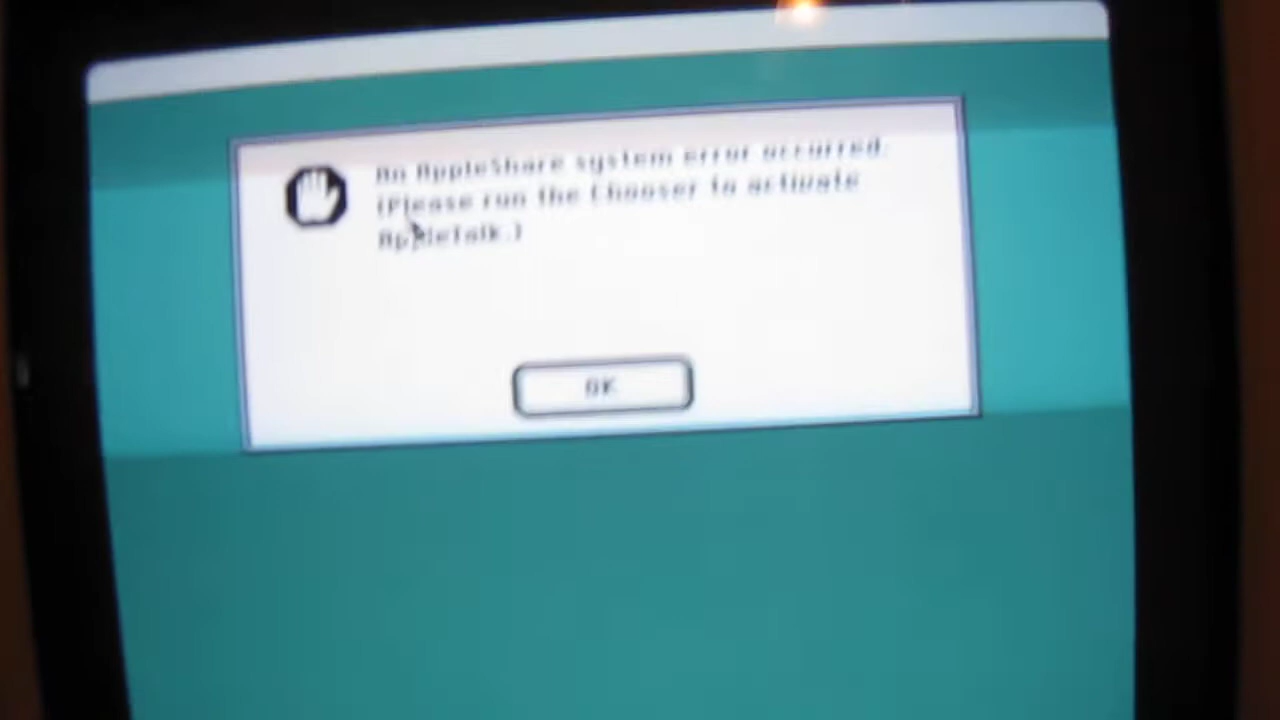 An AppleShare system error occurred.
(Please run the Chooser to activate
AppleTalk.)
OK